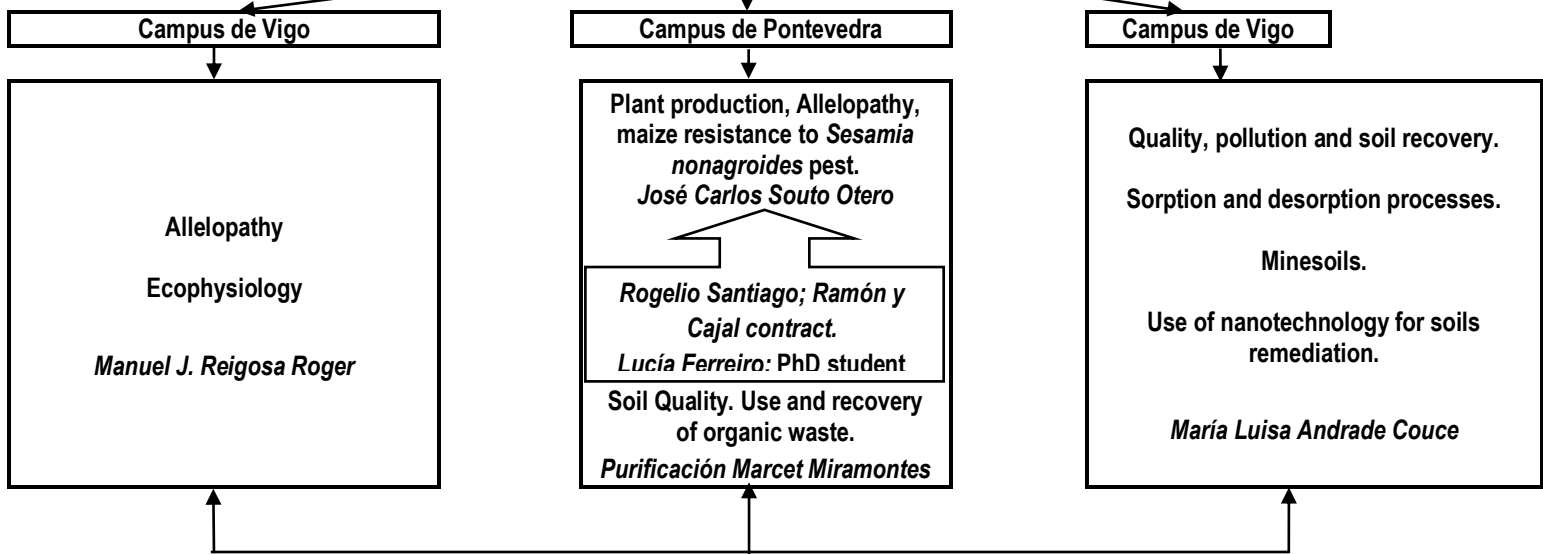 Campus de Vigo
Campus de Pontevedra
Campus de Vigo
Allelopathy
Ecophysiology
Manuel J. Reigosa Roger
Plant production, Allelopathy,
maize resistance to Sesamia
nonagroides pest.
José Carlos Souto Otero
Rogelio Santiago; Ramón y
Cajal contract.
Lucía Ferreiro: PhD student
Soil Quality. Use and recovery
of organic waste.
Purificación Marcet Miramontes
Quality, pollution and soil recovery.
Sorption and desorption processes.
Minesoils.
Use of nanotechnology for soils
remediation.
María Luisa Andrade Couce